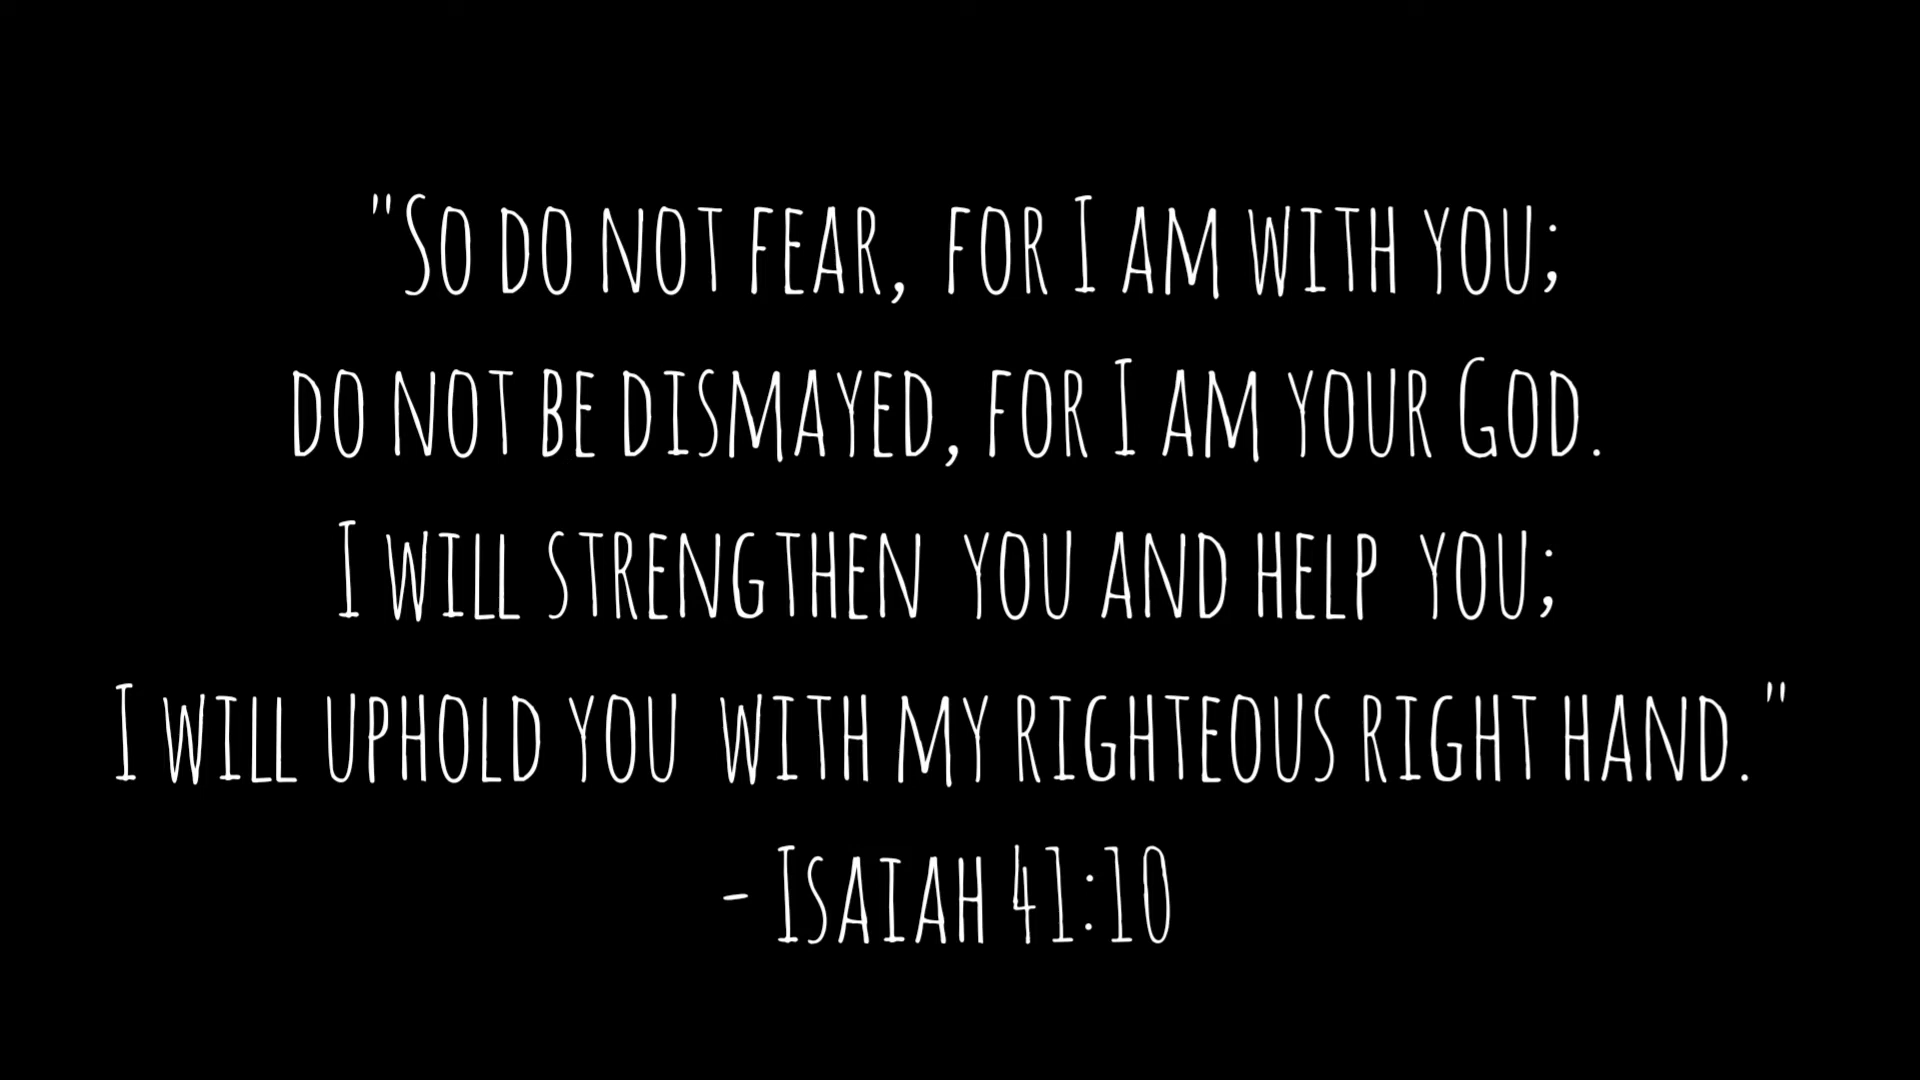 "So do not fear, for I am with you;
do not be dismayed, for I am your God.
I will strengthen you and help you;
I will uphold you with my righteous right hand."
- Isaiah 41:10